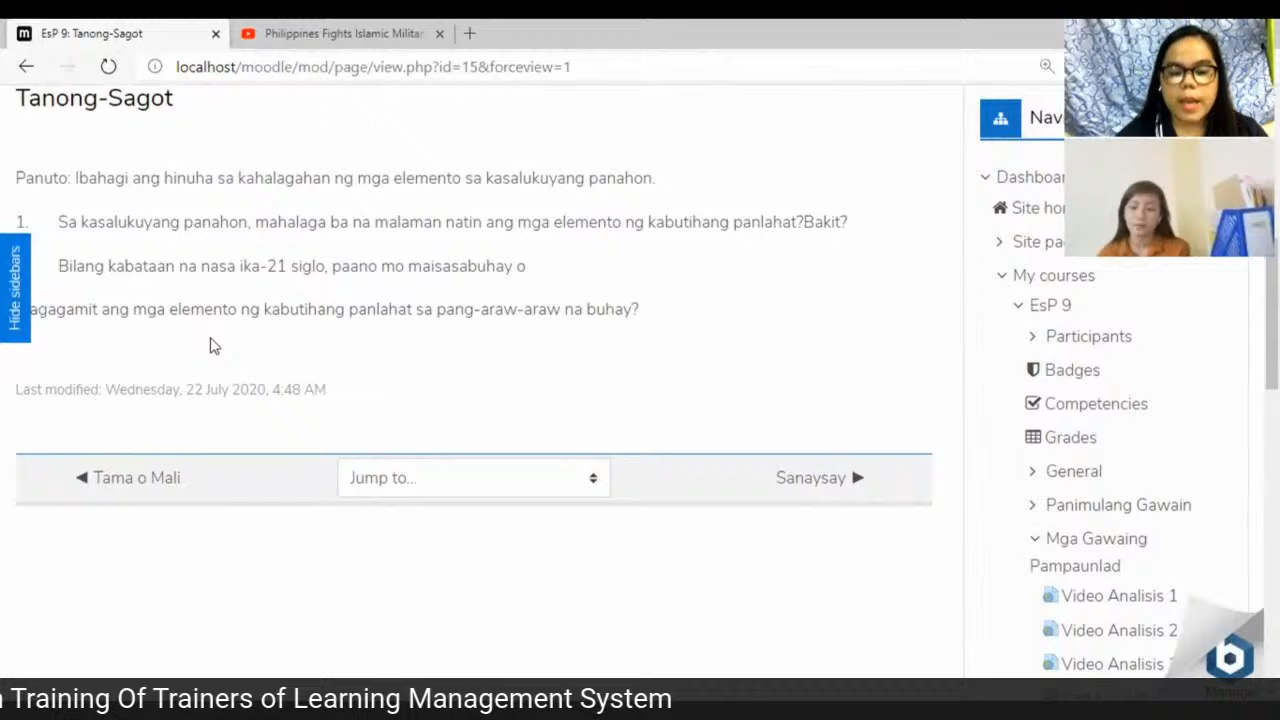 EsP 9: Tanong-Sagot
Philippines Fights Islamic Militar
localhost/moodle/mod/page/view.php?id=15&forceview=1
Tanong-Sagot
Panuto: Ibahagi ang hinuha sa kahalagahan ng mga elemento sa kasalukuyang panahon.
1. Sa kasalukuyang panahon, mahalaga ba na malaman natin ang mga elemento ng kabutihang panlahat?Bakit?
Bilang kabataan na nasa ika-21 siglo, paano mo maisasabuhay o
agagamit ang mga elemento ng kabutihang panlahat sa pang-araw-araw na buhay?
Hide sidebars
Last modified: Wednesday, 22 July 2020, 4:48 AM
Tama o Mali
Jump to...
Sanaysay
Nav
Dashboar
Site ho
Site pa
My courses
EsP 9
Participants
Badges
Competencies
Grades
General
Panimulang Gawain
Mga Gawaing
Pampaunlad
Video Analisis 1
Video Analisis 2
Video Analisis
Training Of Trainers of Learning Management System